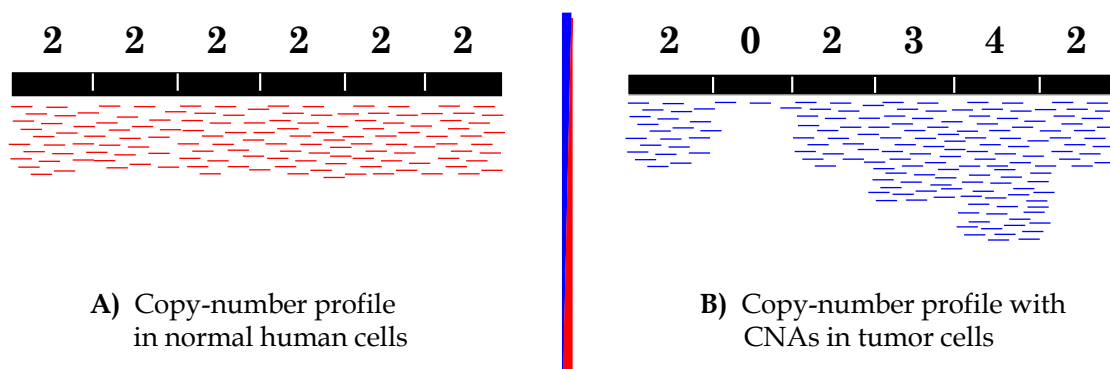 2 2 2 2 2 2
A) Copy-number profile
in normal human cells
2 0 2 3 4 2
B) Copy-number profile with
CNAs in tumor cells